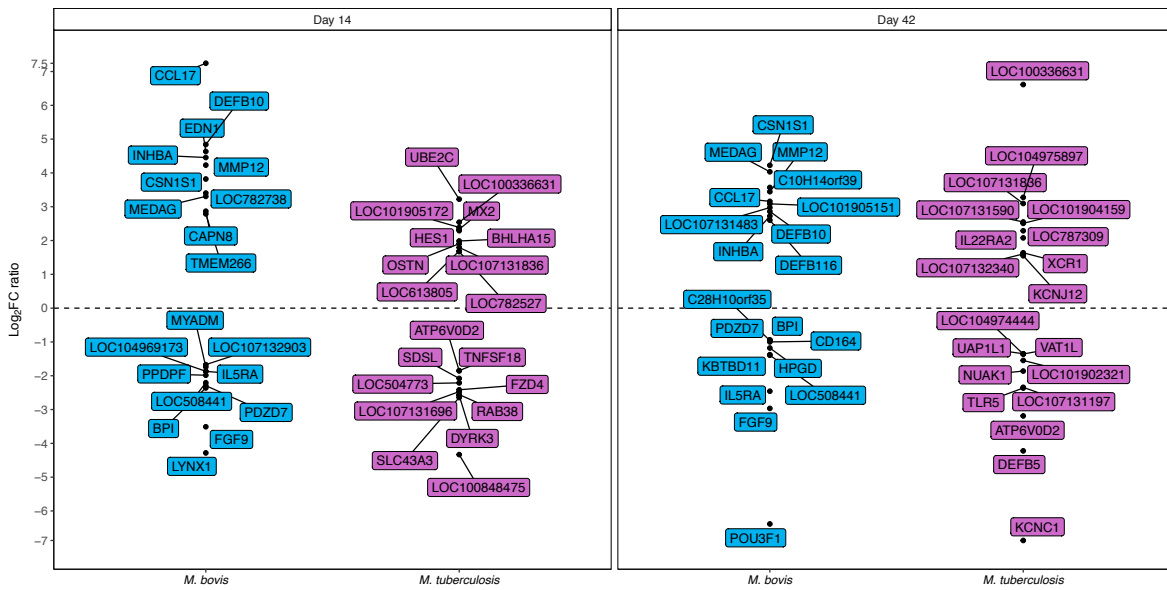 Day 14
Day 42
Log2FC ratio
7.5
7
6
5
4
3
2
1
0
−1
−2
−3
−4
−5
−6
−7
CCL17
DEFB10
EDN1
INHBA
MMP12
CSN1S1
LOC782738
MEDAG
CAPN8
TMEM266
MYADM
LOC104969173
LOC107132903
PPDPF
IL5RA
LOC508441
PDZD7
BPI
FGF9
LYNX1
UBE2C
LOC100336631
LOC101905172
MX2
HES1
BHLHA15
OSTN
LOC107131836
LOC613805
LOC782527
ATP6V0D2
SDSL
TNFSF18
LOC504773
FZD4
LOC107131696
RAB38
DYRK3
SLC43A3
LOC100848475
CSN1S1
MEDAG
MMP12
C10H14orf39
CCL17
LOC101905151
LOC107131483
DEFB10
INHBA
DEFB116
C28H10orf35
PDZD7
BPI
CD164
KBTBD11
HPGD
LOC508441
IL5RA
FGF9
POU3F1
LOC100336631
LOC104975897
LOC107131836
LOC107131590
LOC101904159
IL22RA2
LOC787309
LOC107132340
XCR1
KCNJ12
LOC104974444
UAP1L1
VAT1L
NUAK1
LOC101902321
TLR5
LOC107131197
ATP6V0D2
DEFB5
KCNC1
M. bovis
M. tuberculosis
M. bovis
M. tuberculosis